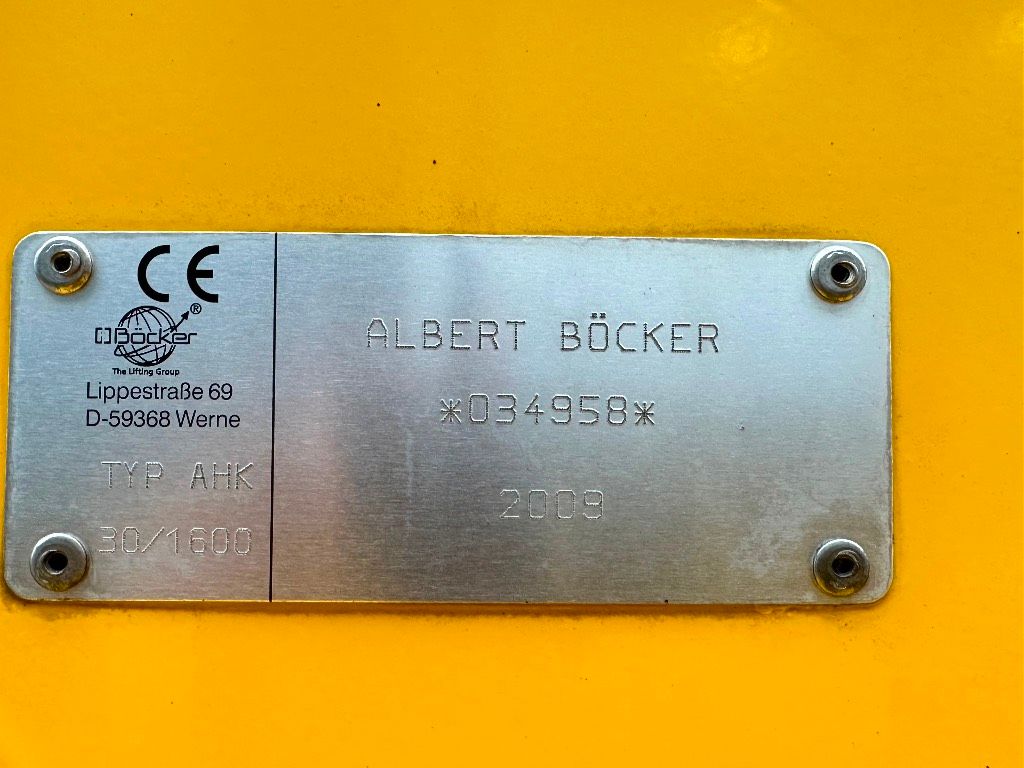 CE
Böcker®
The Lifting Group
Lippestraße 69
D-59368 Werne
TYP AHK
30/1600
ALBERT BÖCKER
*034958*
2009